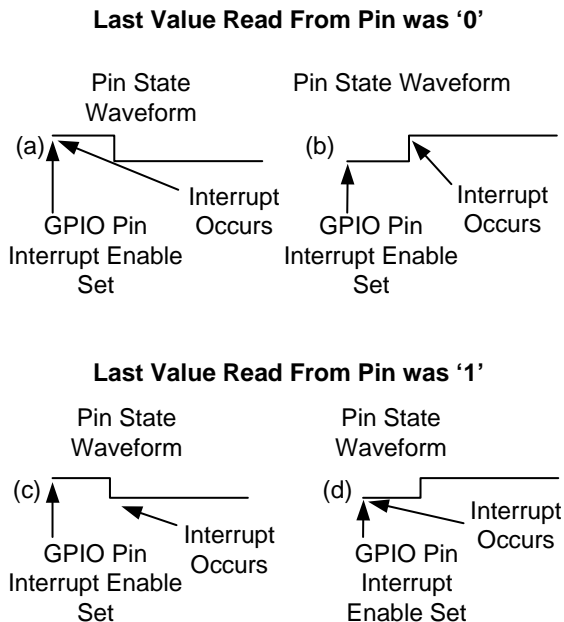 Last Value Read From Pin was ‘0’
Pin State
Waveform
Pin State Waveform
(a)
(b)
Interrupt
Occurs
Interrupt
Occurs
GPIO Pin
Interrupt Enable
Set
GPIO Pin
Interrupt Enable
Set
Last Value Read From Pin was ‘1’
Pin State
Waveform
Pin State
Waveform
(c)
(d)
Interrupt
Occurs
Interrupt
Occurs
GPIO Pin
Interrupt Enable
Set
GPIO Pin
Interrupt
Enable Set